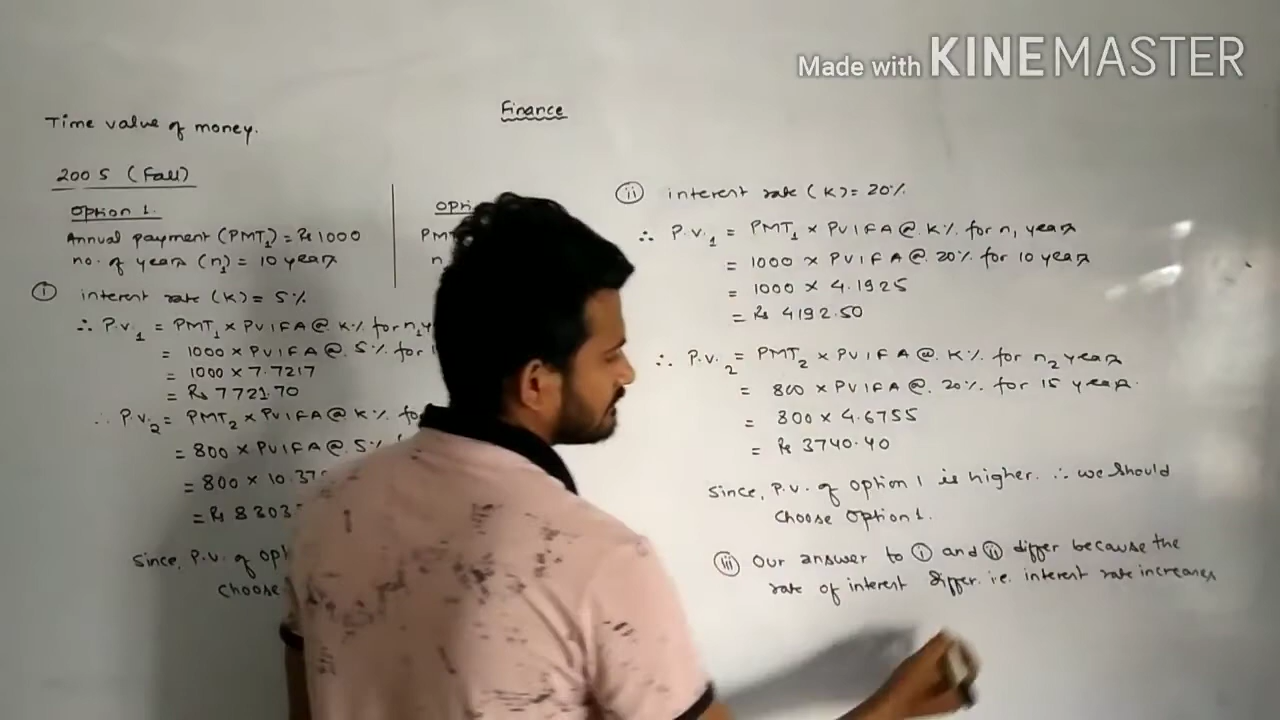 Made with KINEMASTER
Finance
Time value of money.
2005 (Fall)
Option 1.
Annual payment (PMT1) = Rs 1000
no. of years (n1) = 10 years
PMT
n
i interest rate (K) = 5%
∴ P.V.1 = PMT1 × PVIFA @ K% for n1
= 1000 × PVIFA @ 5% for
= 1000 × 7.7217
= Rs 7721.70
∴ P.V.2 = PMT2 × PVIFA @ K%
= 800 × PVIFA @ 5%
= 800 × 10.37
= Rs 8303
Since, P.V. of
choose
ii interest rate (K) = 20%
∴ P.V.1 = PMT1 × PVIFA @ K% for n1 years
= 1000 × PVIFA @ 20% for 10 years
= 1000 × 4.1925
= Rs 4192.50
∴ P.V.2 = PMT2 × PVIFA @ K% for n2 years
= 800 × PVIFA @ 20% for 15 years.
= 800 × 4.6755
= Rs 3740.40
Since, P.V. of option 1 is higher. ∴ we should
choose option 1.
iii Our answer to i and ii differ because the
rate of interest differ. i.e. interest rate increases